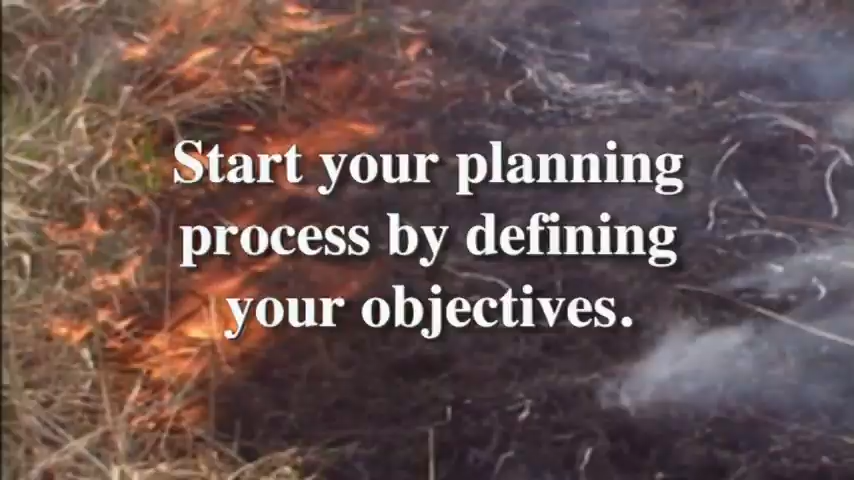 Start your planning
process by defining
your objectives.